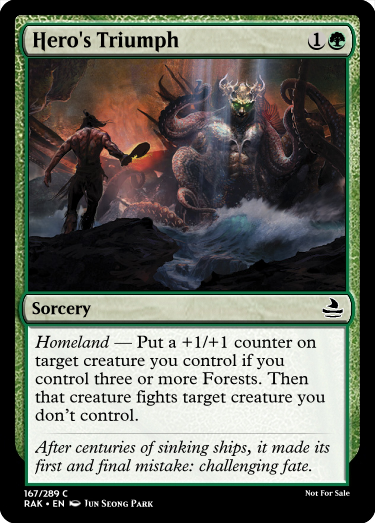 Hero's Triumph 1
Sorcery
Homeland — Put a +1/+1 counter on
target creature you control if you
control three or more Forests. Then
that creature fights target creature you
don't control.
After centuries of sinking ships, it made its
first and final mistake: challenging fate.
167/289 C
RAK • EN Jun Seong Park
Not For Sale